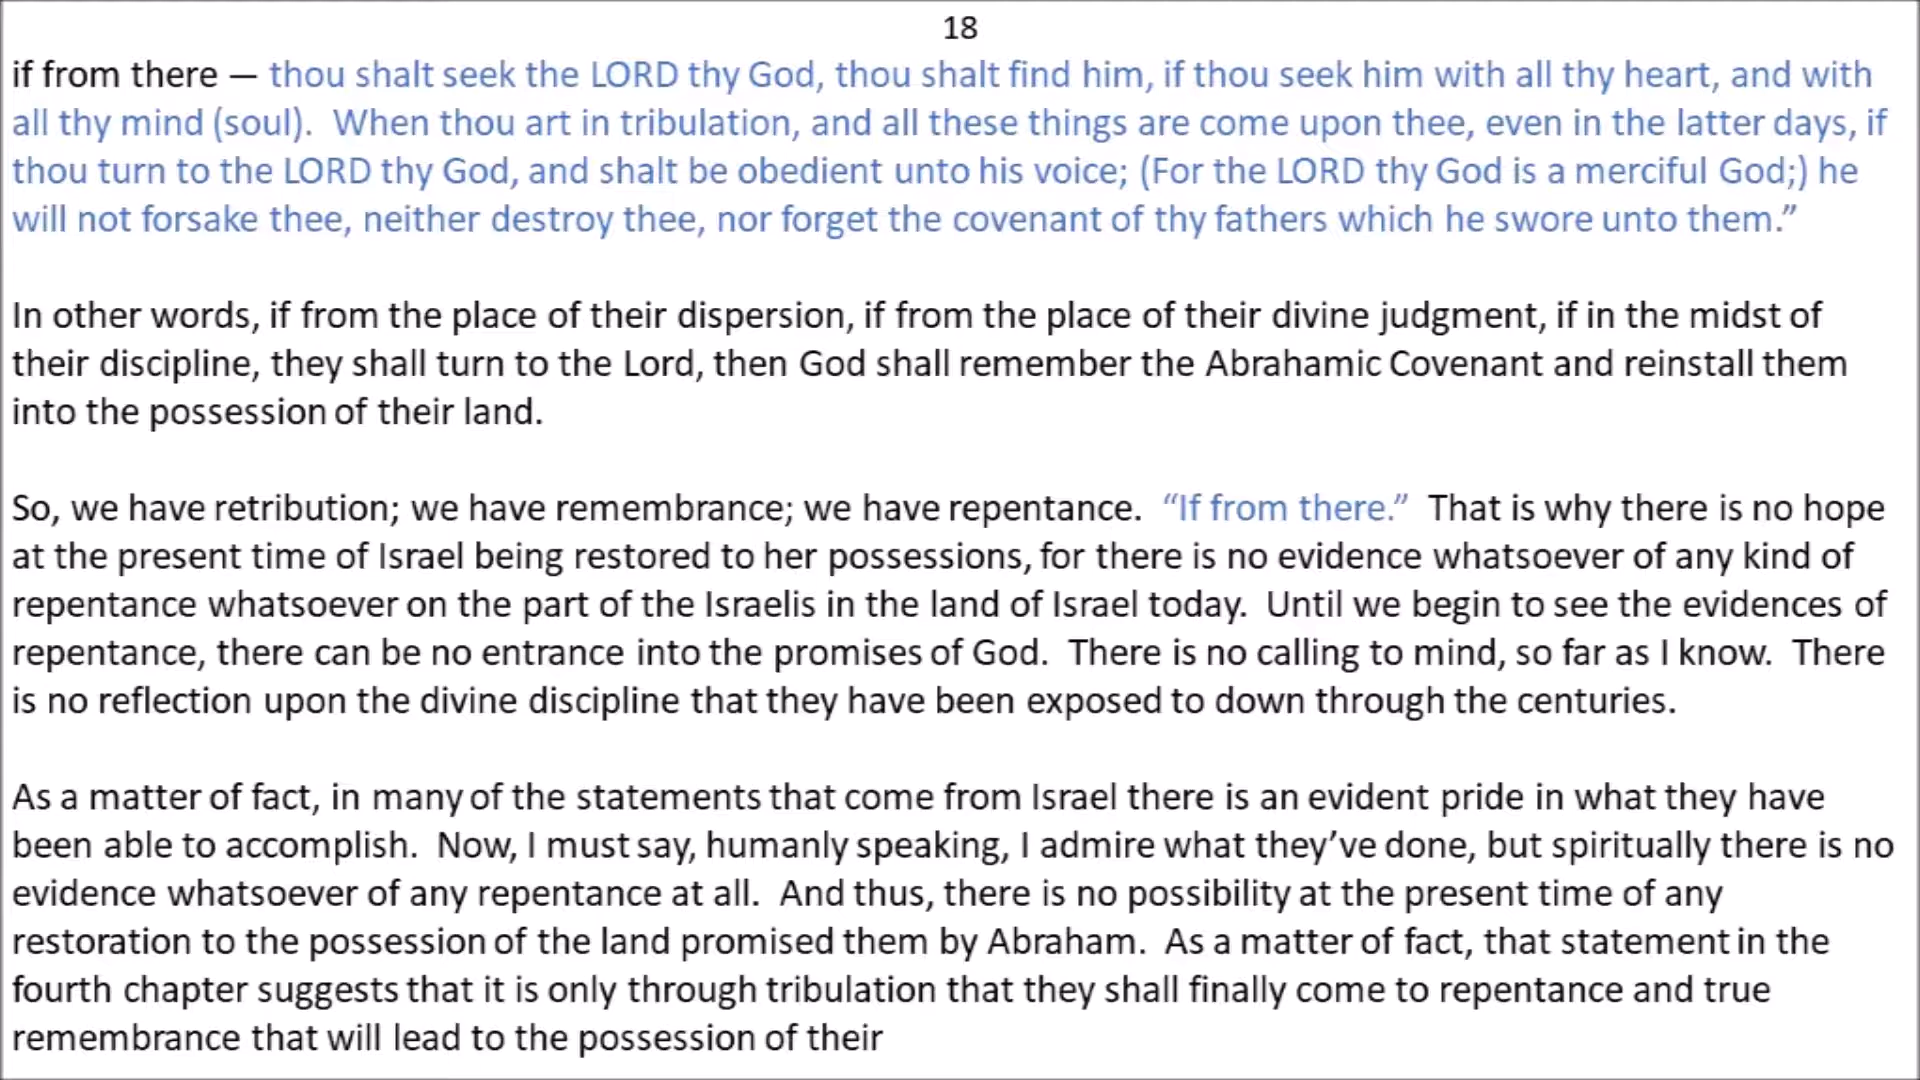 18
if from there — thou shalt seek the LORD thy God, thou shalt find him, if thou seek him with all thy heart, and with
all thy mind (soul).  When thou art in tribulation, and all these things are come upon thee, even in the latter days, if
thou turn to the LORD thy God, and shalt be obedient unto his voice; (For the LORD thy God is a merciful God;) he
will not forsake thee, neither destroy thee, nor forget the covenant of thy fathers which he swore unto them.”
In other words, if from the place of their dispersion, if from the place of their divine judgment, if in the midst of
their discipline, they shall turn to the Lord, then God shall remember the Abrahamic Covenant and reinstall them
into the possession of their land.
So, we have retribution; we have remembrance; we have repentance.  “If from there.”  That is why there is no hope
at the present time of Israel being restored to her possessions, for there is no evidence whatsoever of any kind of
repentance whatsoever on the part of the Israelis in the land of Israel today.  Until we begin to see the evidences of
repentance, there can be no entrance into the promises of God.  There is no calling to mind, so far as I know.  There
is no reflection upon the divine discipline that they have been exposed to down through the centuries.
As a matter of fact, in many of the statements that come from Israel there is an evident pride in what they have
been able to accomplish.  Now, I must say, humanly speaking, I admire what they’ve done, but spiritually there is no
evidence whatsoever of any repentance at all.  And thus, there is no possibility at the present time of any
restoration to the possession of the land promised them by Abraham.  As a matter of fact, that statement in the
fourth chapter suggests that it is only through tribulation that they shall finally come to repentance and true
remembrance that will lead to the possession of their